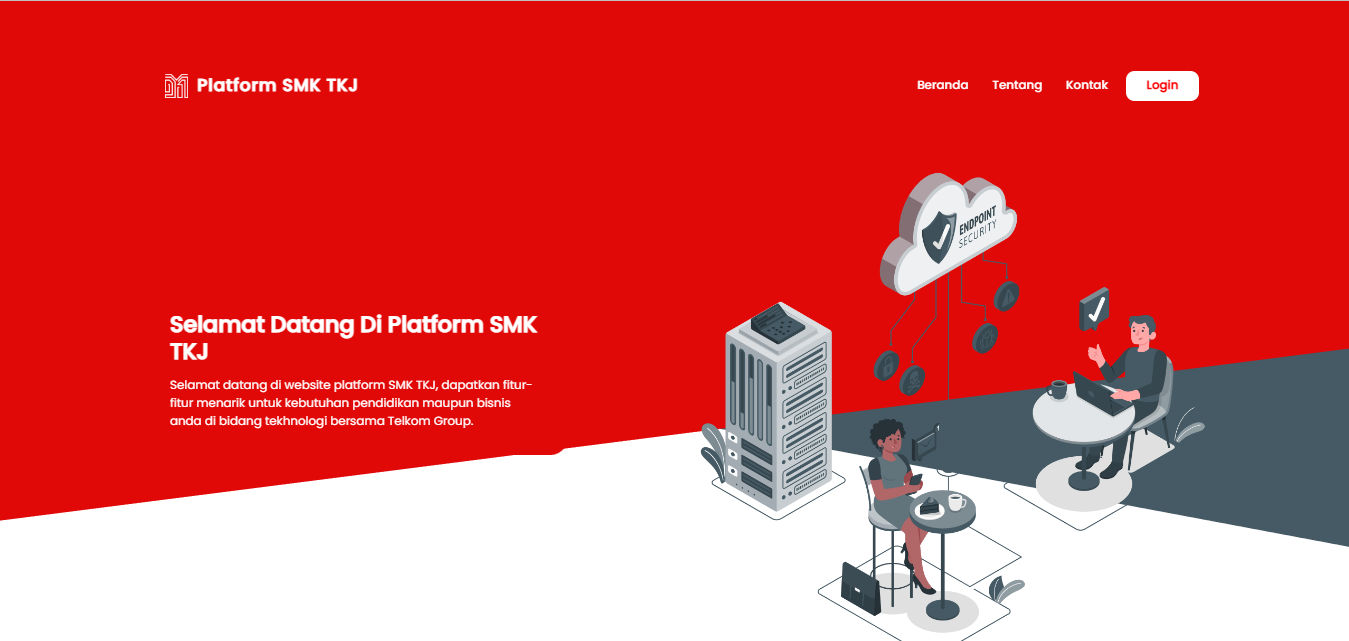 Platform SMK TKJ
Beranda Tentang Kontak Login
ENDPOINT
SECURITY
Selamat Datang Di Platform SMK
TKJ
Selamat datang di website platform SMK TKJ, dapatkan fitur-
fitur menarik untuk kebutuhan pendidikan maupun bisnis
anda di bidang tekhnologi bersama Telkom Group.